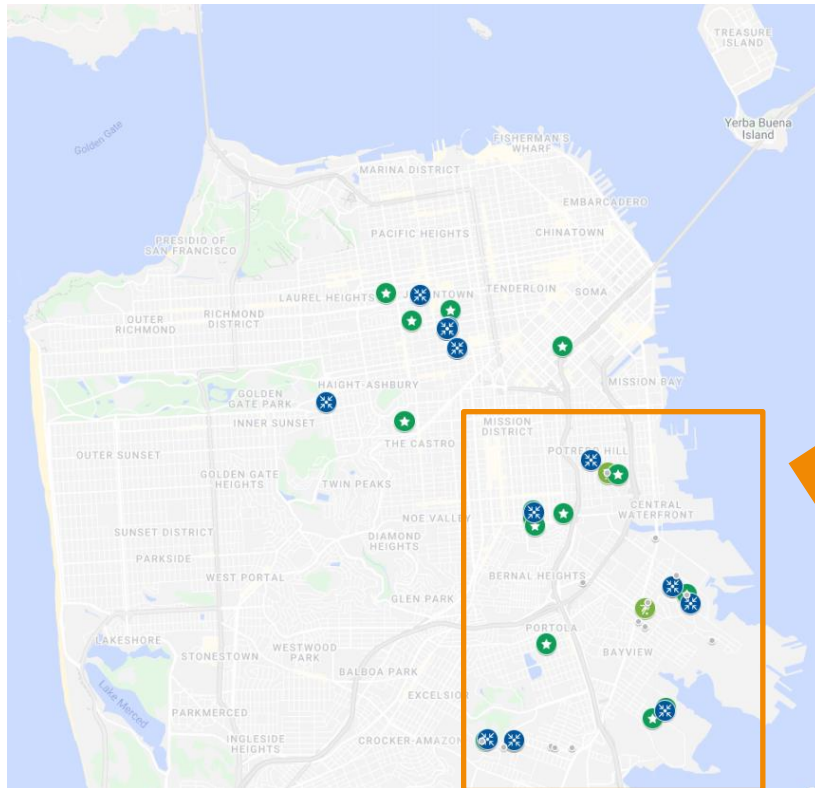 TREASURE
ISLAND
Yerba Buena
Island
Golden Gate
FISHERMAN'S
WHARF
MARINA DISTRICT
EMBARCADERO
PACIFIC HEIGHTS
CHINATOWN
PRESIDIO OF
SAN FRANCISCO
LAUREL HEIGHTS
NTOWN
TENDERLOIN
SOMA
OUTER
RICHMOND
RICHMOND
DISTRICT
HAIGHT-ASHBURY
MISSION BAY
GOLDEN
GATE PARK
INNER SUNSET
MISSION
DISTRICT
THE CASTRO
OUTER SUNSET
POTRERO HILL
GOLDEN GATE
HEIGHTS
TWIN PEAKS
CENTRAL
WATERFRONT
NOE VALLEY
SUNSET DISTRICT
DIAMOND
HEIGHTS
PARKSIDE
WEST PORTAL
BERNAL HEIGHTS
GLEN PARK
PORTOLA
LAKESHORE
STONESTOWN
WESTWOOD
PARK
BAYVIEW
BALBOA PARK
Lake Merced
EXCELSIOR
PARKMERCED
INGLESIDE
HEIGHTS
CROCKER-AMAZON